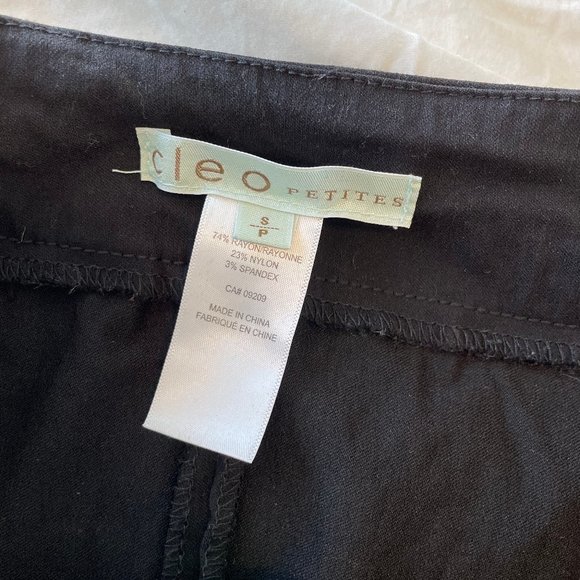 cleo PETITES
S
P
74% RAYON/RAYONNE
23% NYLON
3% SPANDEX
CA# 09209
MADE IN CHINA
FABRIQUÉ EN CHINE